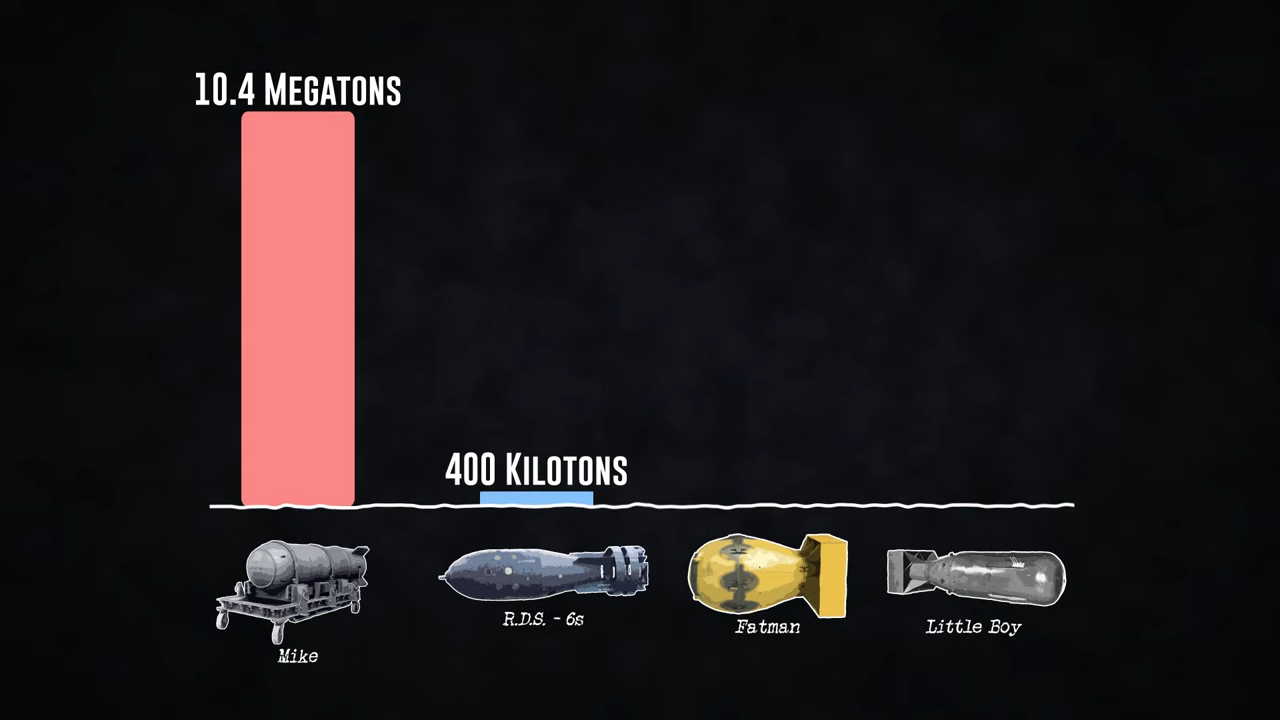 10.4 MEGATONS
400 KILOTONS
Mike
R.D.S. - 6s
Fatman
Little Boy